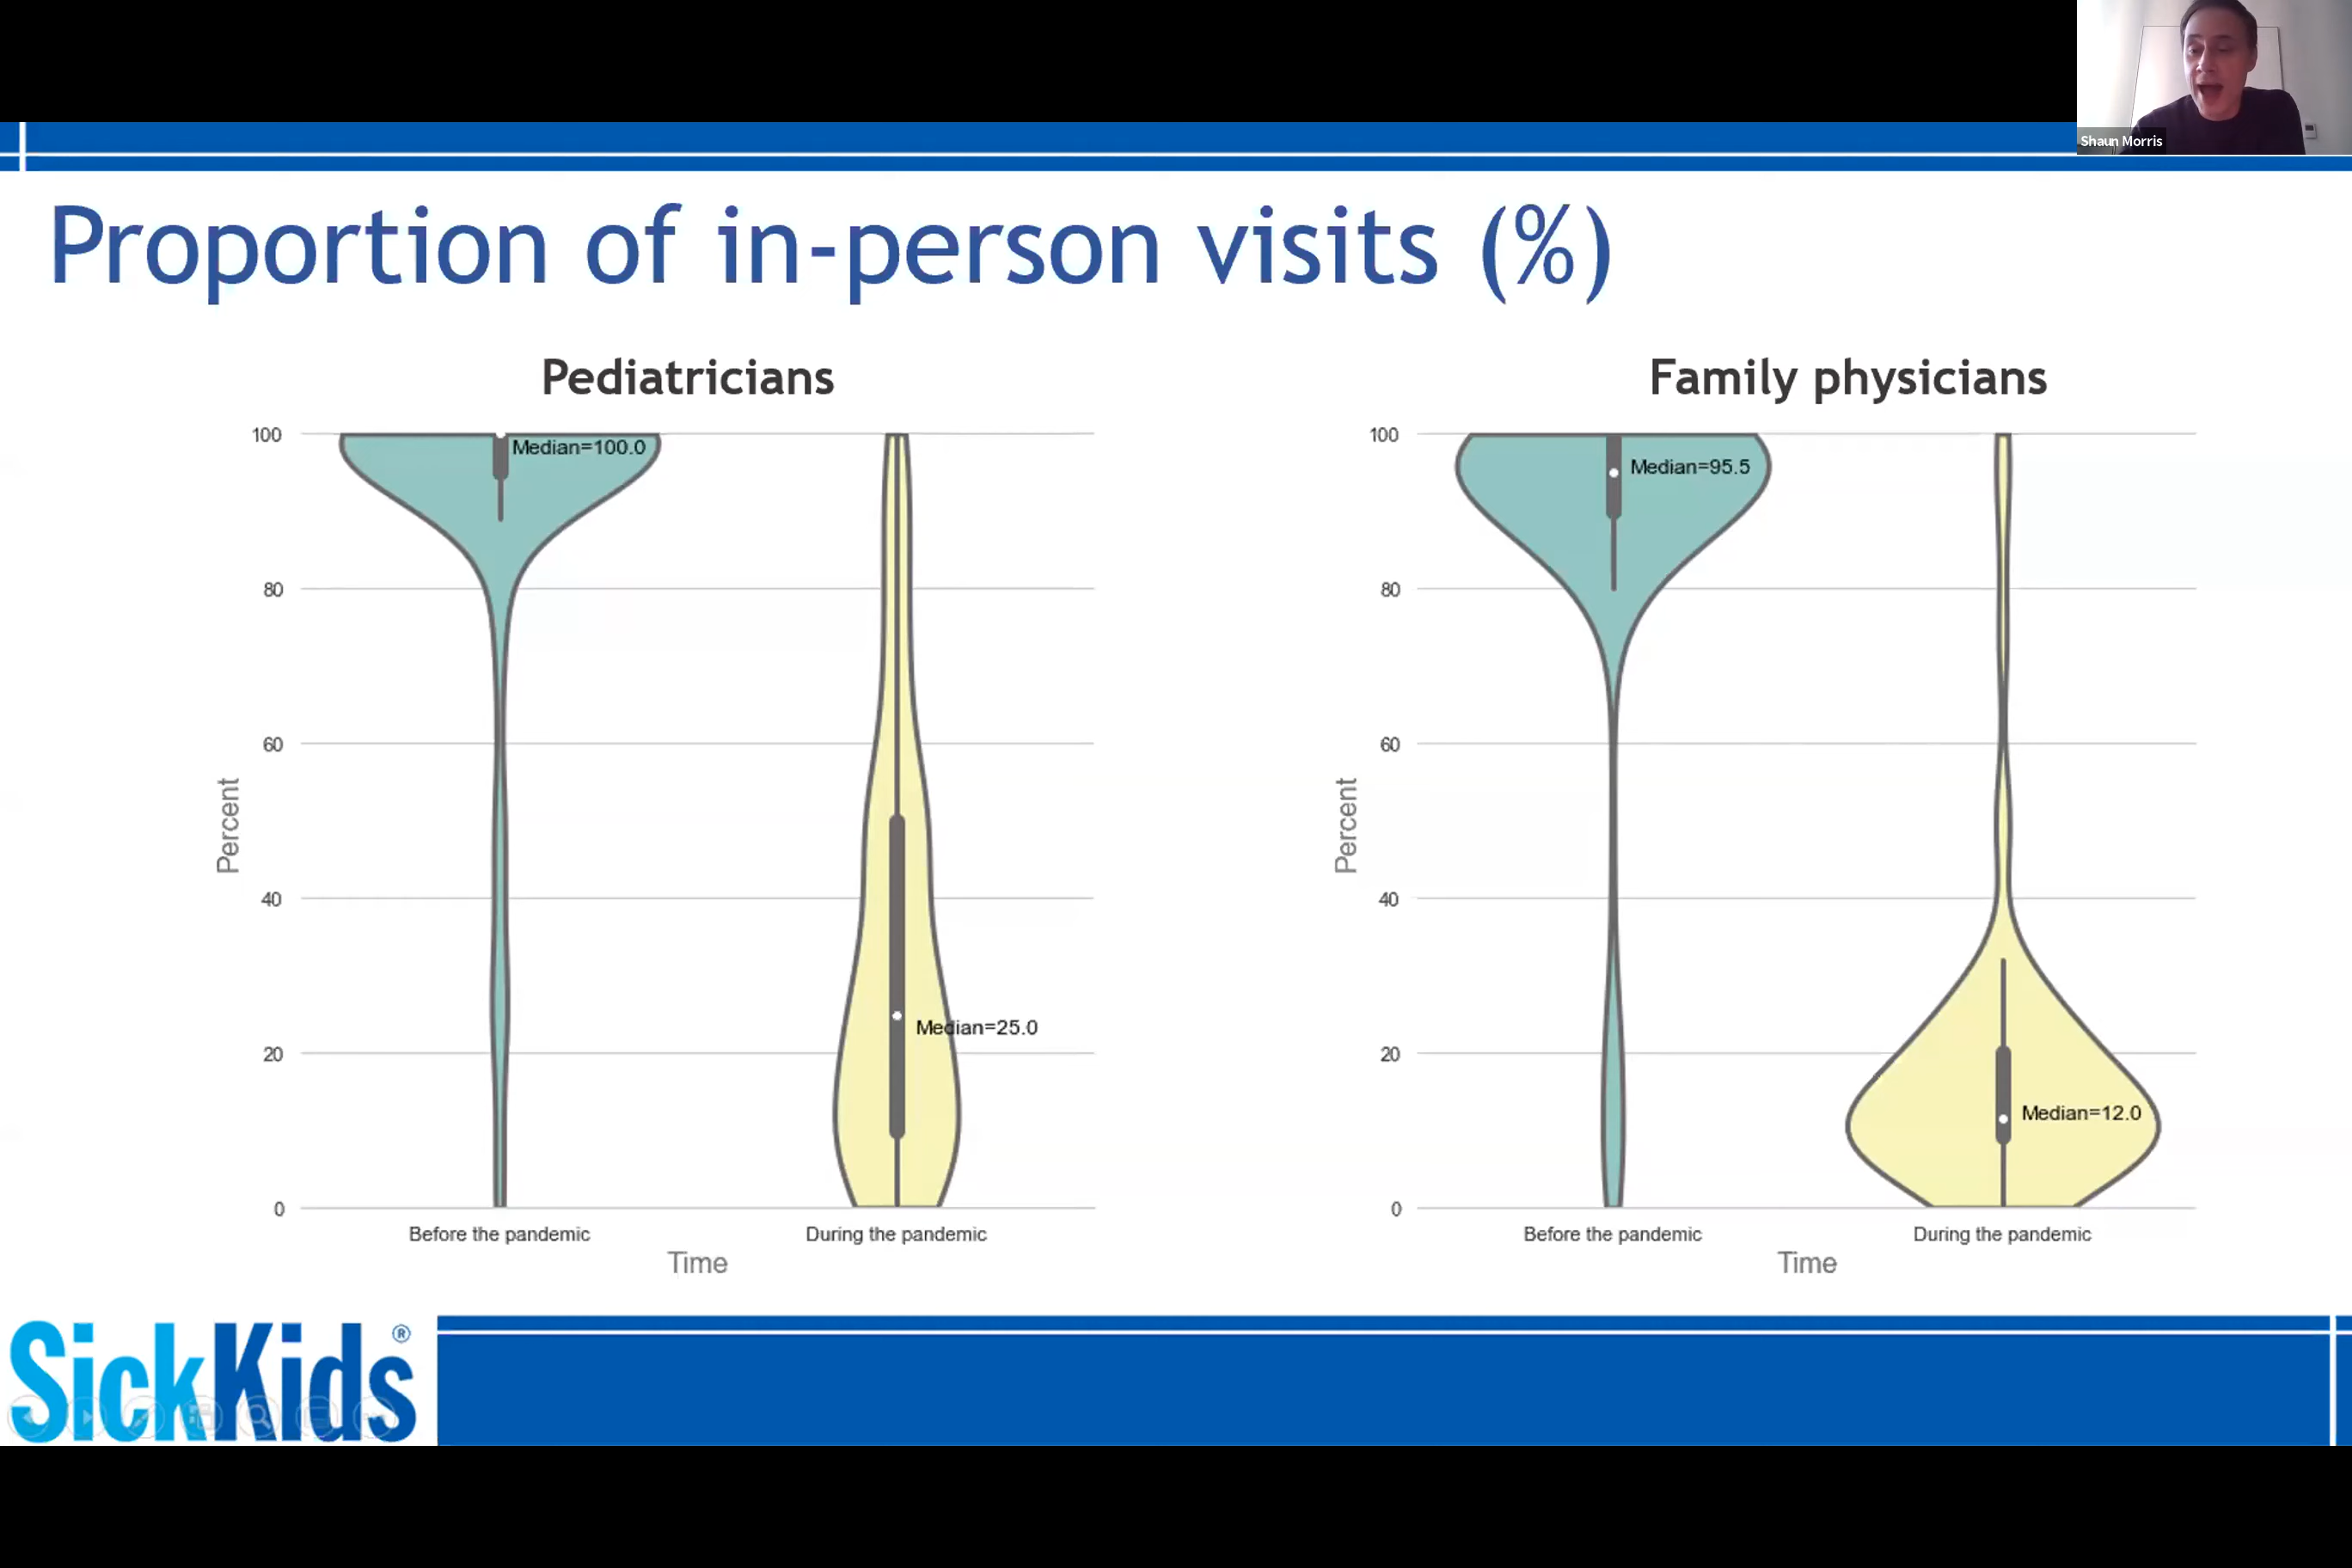 Shaun Morris
Proportion of in-person visits (%)
Pediatricians
100
80
60
40
20
0
Percent
Median=100.0
Median=25.0
Before the pandemic
During the pandemic
Time
Family physicians
100
80
60
40
20
0
Percent
Median=95.5
Median=12.0
Before the pandemic
During the pandemic
Time
SickKids®